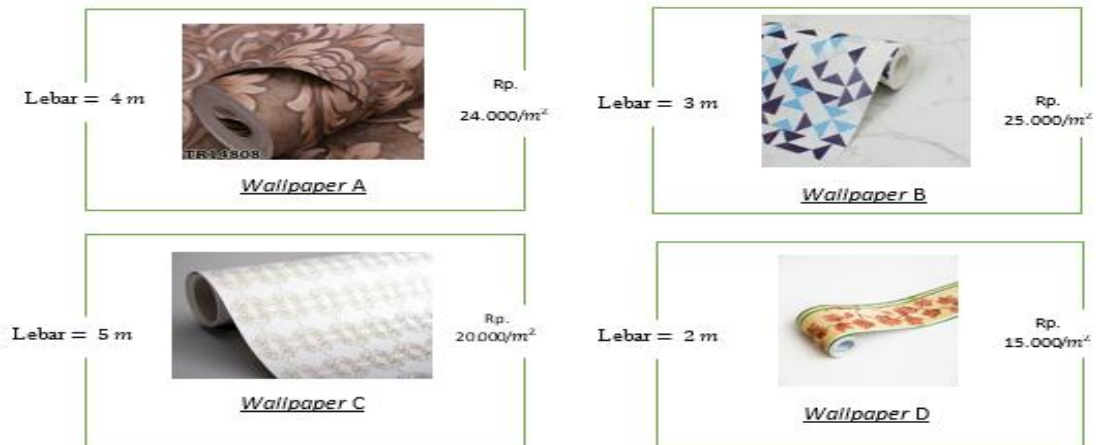 Lebar = 4 m
Rp.
24.000/m²
TR14808
Wallpaper A
Lebar = 3 m
Rp.
25.000/m²
Wallpaper B
Lebar = 5 m
Rp.
20.000/m²
Wallpaper C
Lebar = 2 m
Rp.
15.000/m²
Wallpaper D